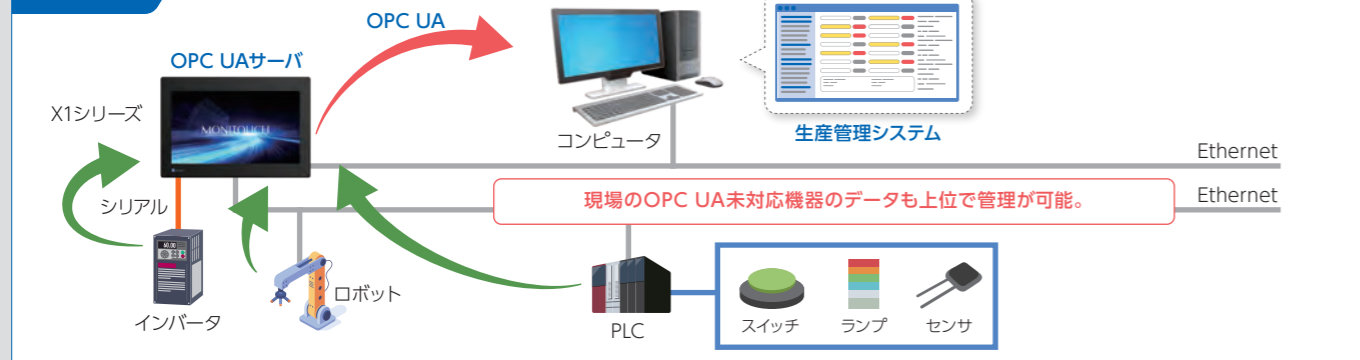 OPC UA
OPC UAサーバ
X1シリーズ
MONITOUCH
コンピュータ
生産管理システム
Ethernet
Ethernet
現場のOPC UA未対応機器のデータも上位で管理が可能。
シリアル
60.00
インバータ
ロボット
PLC
スイッチ
ランプ
センサ